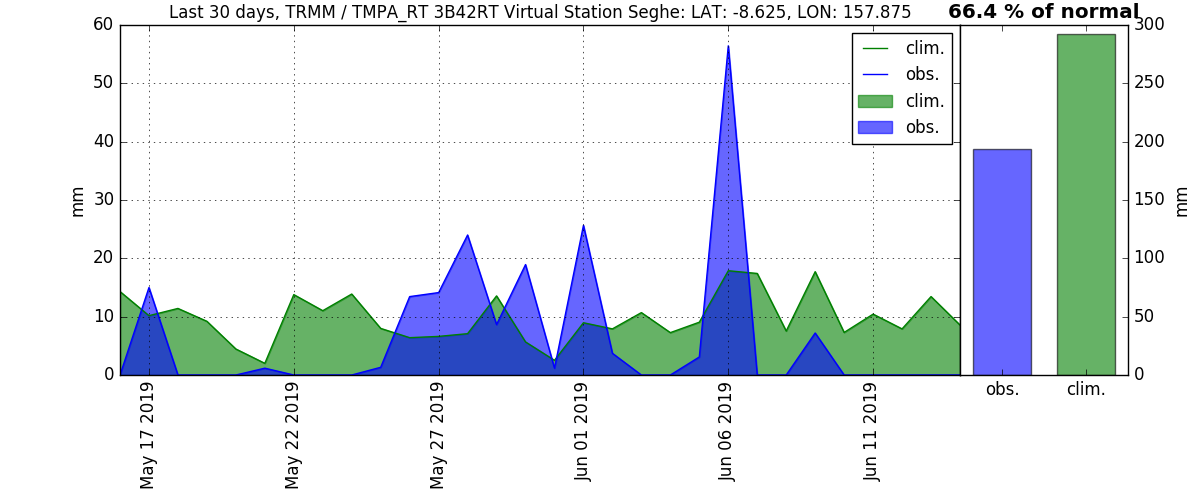 Last 30 days, TRMM / TMPA_RT 3B42RT Virtual Station Seghe: LAT: -8.625, LON: 157.875
66.4 % of normal
60
50
40
30
20
10
0
mm
clim.
obs.
clim.
obs.
May 17 2019
May 22 2019
May 27 2019
Jun 01 2019
Jun 06 2019
Jun 11 2019
300
250
200
150
100
50
0
mm
obs.
clim.